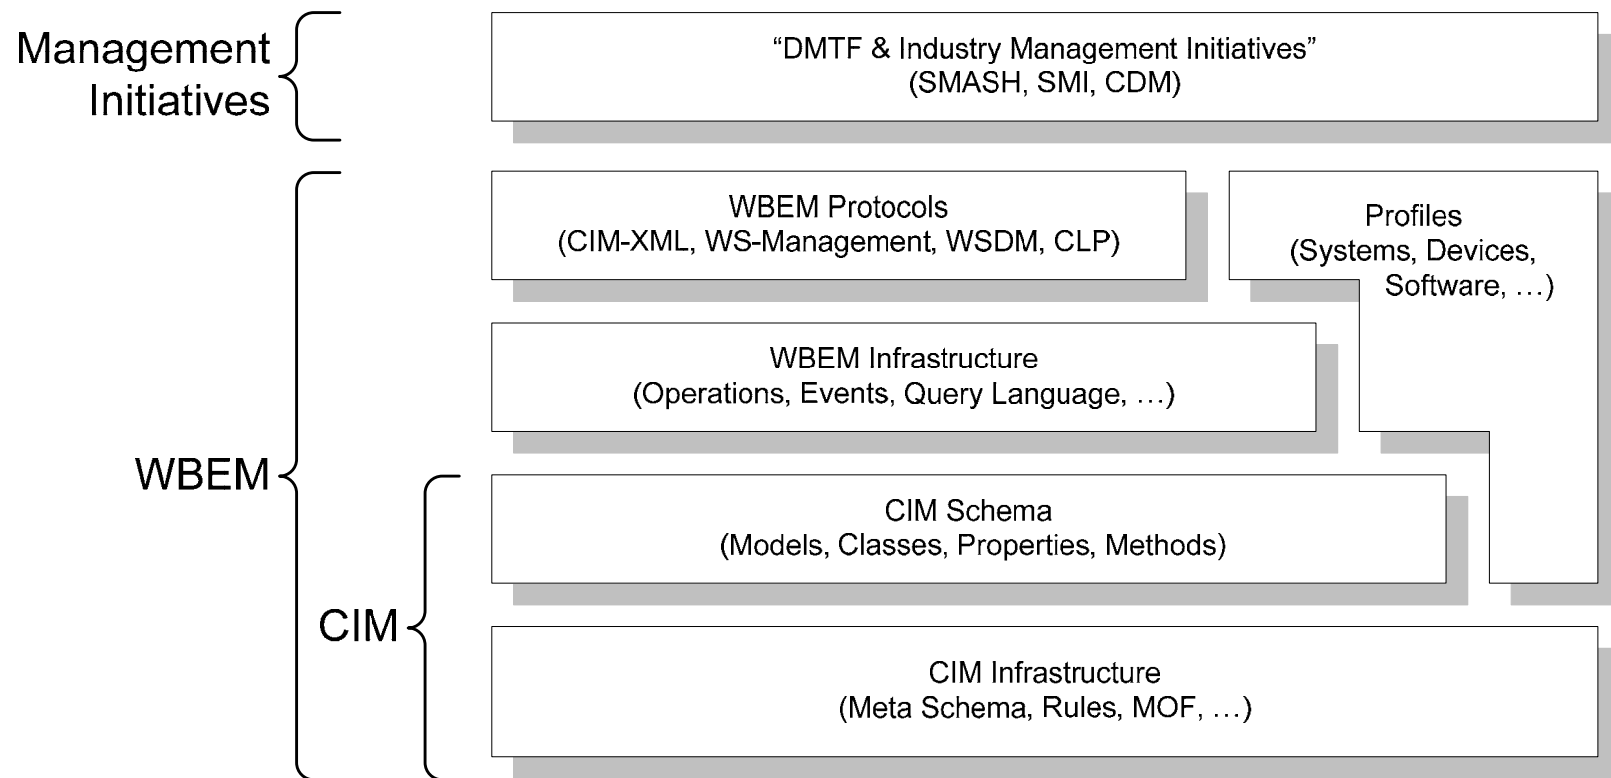 Management
Initiatives
“DMTF & Industry Management Initiatives”
(SMASH, SMI, CDM)
WBEM
WBEM Protocols
(CIM-XML, WS-Management, WSDM, CLP)
Profiles
(Systems, Devices,
Software, …)
WBEM Infrastructure
(Operations, Events, Query Language, …)
CIM
CIM Schema
(Models, Classes, Properties, Methods)
CIM Infrastructure
(Meta Schema, Rules, MOF, …)